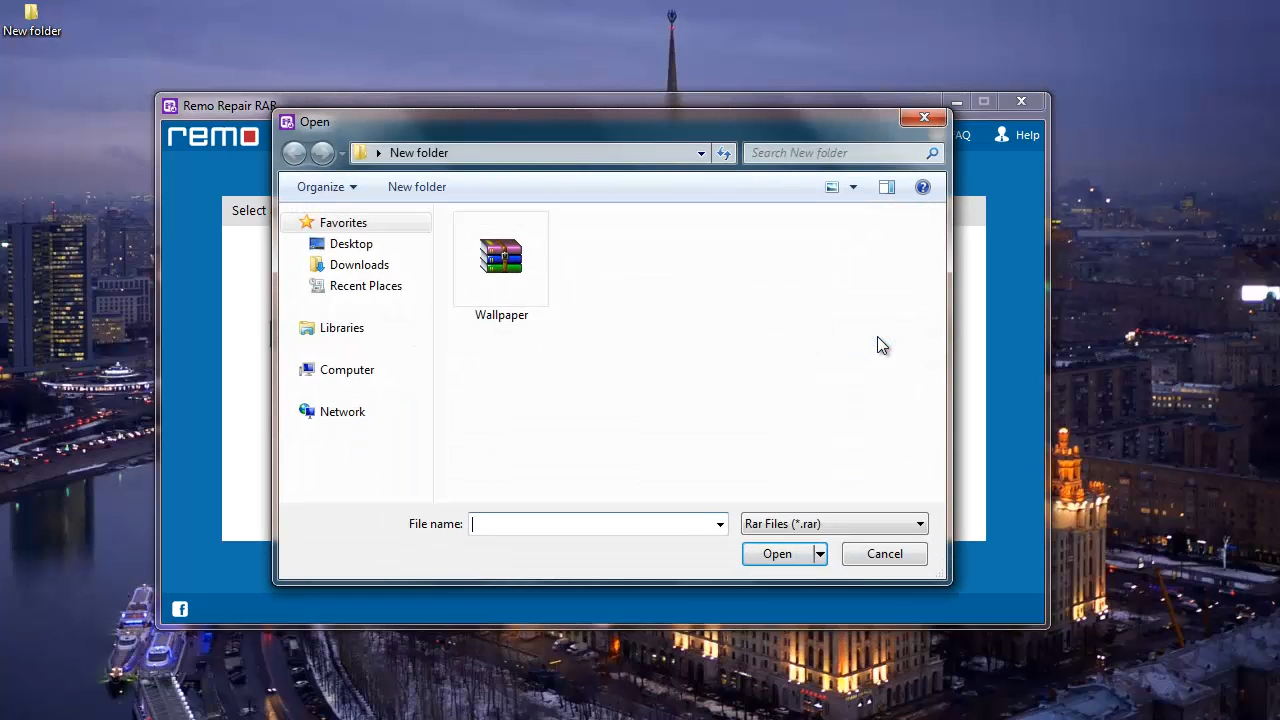 New folder
Remo Repair RAR
remo
FAQ
Help
Select
Open
New folder
Search New folder
Organize
New folder
Favorites
Desktop
Downloads
Recent Places
Libraries
Computer
Network
Wallpaper
File name:
Rar Files (*.rar)
Open
Cancel